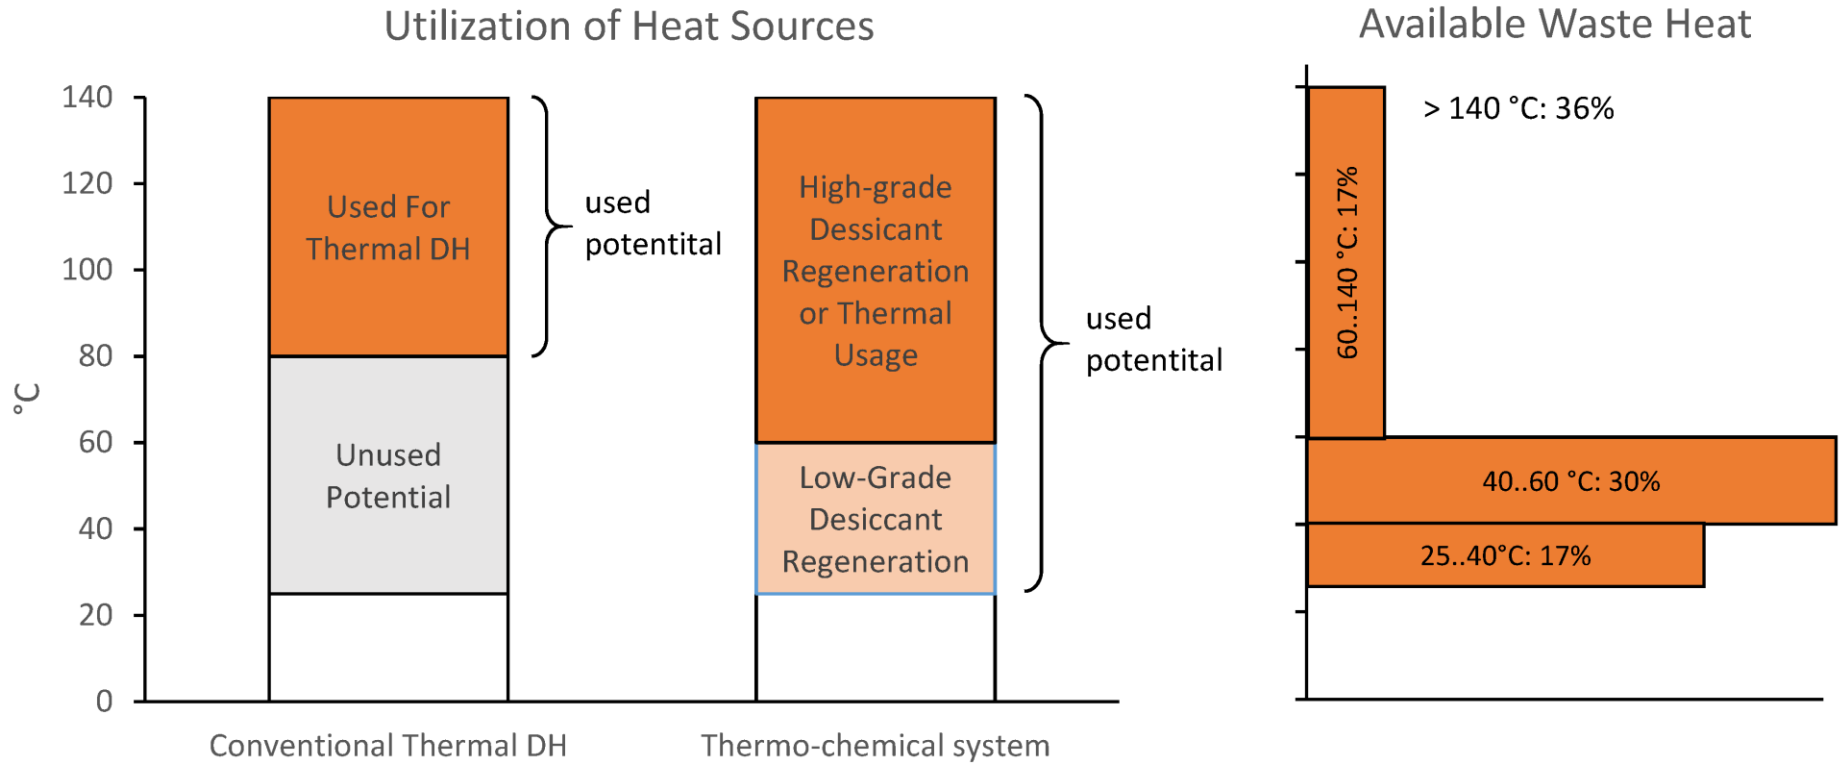 Utilization of Heat Sources
140
120
100
80
60
40
20
0
°C
Used For
Thermal DH
used
potentital
Unused
Potential
High-grade
Dessicant
Regeneration
or Thermal
Usage
Low-Grade
Desiccant
Regeneration
used
potentital
Conventional Thermal DH
Thermo-chemical system
Available Waste Heat
> 140 °C: 36%
60..140 °C: 17%
40..60 °C: 30%
25..40°C: 17%